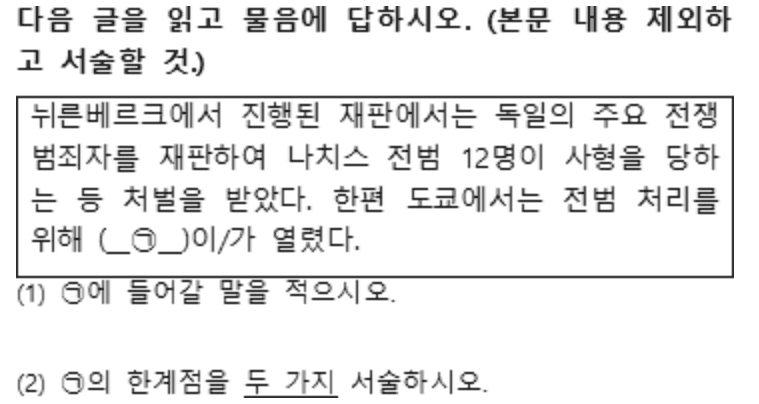 다음 글을 읽고 물음에 답하시오. (본문 내용 제외하
고 서술할 것.)
뉘른베르크에서 진행된 재판에서는 독일의 주요 전쟁
범죄자를 재판하여 나치스 전범 12명이 사형을 당하
는 등 처벌을 받았다. 한편 도쿄에서는 전범 처리를
위해 (_㉠_)이/가 열렸다.
(1) ㉠에 들어갈 말을 적으시오.
(2) ㉠의 한계점을 두 가지 서술하시오.